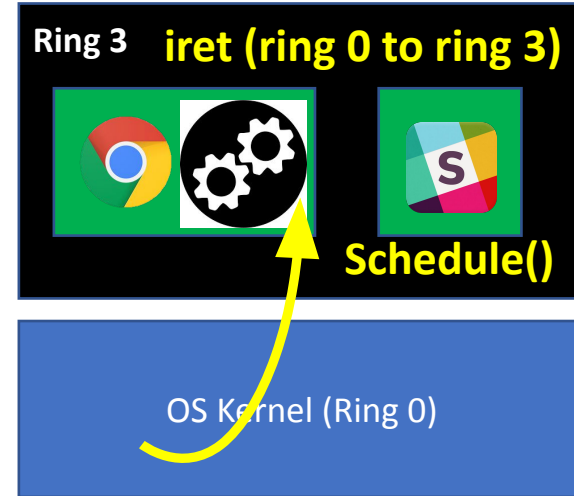 Ring 3 iret (ring 0 to ring 3)
S
Schedule()
OS Kernel (Ring 0)